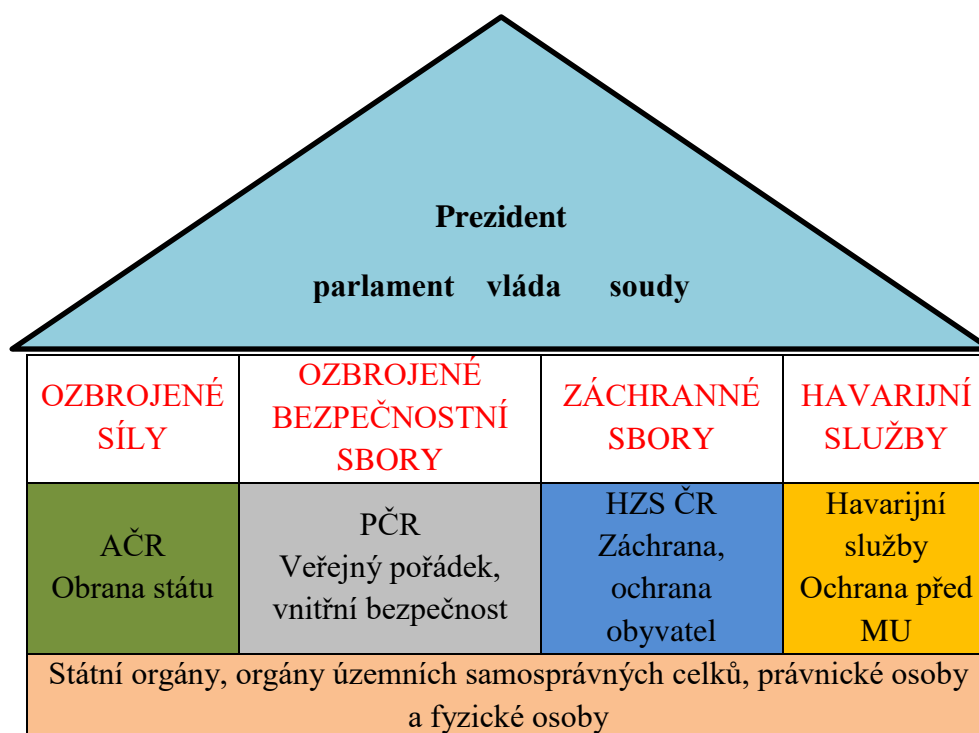 Prezident
parlament vláda soudy
OZBROJENÉ
SÍLY
OZBROJENÉ
BEZPEČNOSTNÍ
SBORY
ZÁCHRANNÉ
SBORY
HAVARIJNÍ
SLUŽBY
AČR
Obrana státu
PČR
Veřejný pořádek,
vnitřní bezpečnost
HZS ČR
Záchrana,
ochrana
obyvatel
Havarijní
služby
Ochrana před
MU
Státní orgány, orgány územních samosprávných celků, právnické osoby
a fyzické osoby